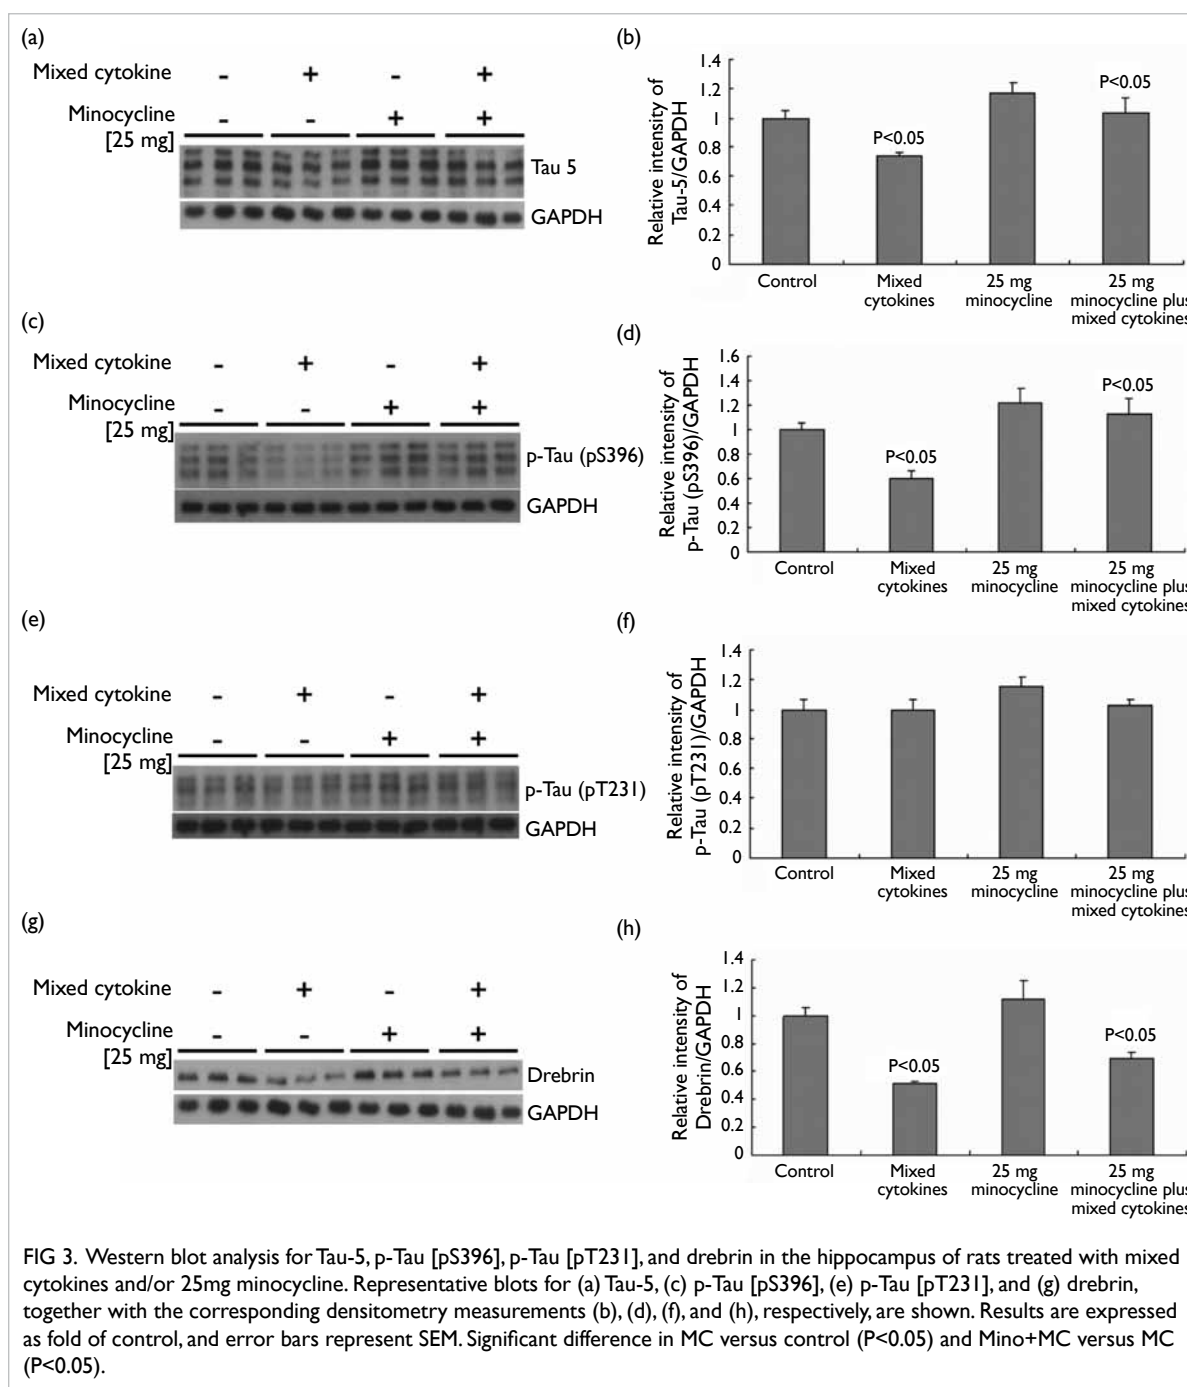 (a)
Mixed cytokine - + - +
Minocycline - - + +
[25 mg]
Tau 5
GAPDH
(b)
Relative intensity of
Tau-5/GAPDH
1.4
1.2
1
0.8
0.6
0.4
0.2
0
P<0.05
P<0.05
Control
Mixed
cytokines
25 mg
minocycline
25 mg
minocycline plus
mixed cytokines
(c)
Mixed cytokine - + - +
Minocycline - - + +
[25 mg]
p-Tau (pS396)
GAPDH
(d)
Relative intensity of
p-Tau (pS396)/GAPDH
1.6
1.4
1.2
1
0.8
0.6
0.4
0.2
0
P<0.05
P<0.05
Control
Mixed
cytokines
25 mg
minocycline
25 mg
minocycline plus
mixed cytokines
(e)
Mixed cytokine - + - +
Minocycline - - + +
[25 mg]
p-Tau (pT231)
GAPDH
(f)
Relative intensity of
p-Tau (pT231)/GAPDH
1.4
1.2
1
0.8
0.6
0.4
0.2
0
Control
Mixed
cytokines
25 mg
minocycline
25 mg
minocycline plus
mixed cytokines
(g)
Mixed cytokine - + - +
Minocycline - - + +
[25 mg]
Drebrin
GAPDH
(h)
Relative intensity of
Drebrin/GAPDH
1.4
1.2
1
0.8
0.6
0.4
0.2
0
P<0.05
P<0.05
Control
Mixed
cytokines
25 mg
minocycline
25 mg
minocycline plus
mixed cytokines
FIG 3. Western blot analysis for Tau-5, p-Tau [pS396], p-Tau [pT231], and drebrin in the hippocampus of rats treated with mixed
cytokines and/or 25mg minocycline. Representative blots for (a) Tau-5, (c) p-Tau [pS396], (e) p-Tau [pT231], and (g) drebrin,
together with the corresponding densitometry measurements (b), (d), (f), and (h), respectively, are shown. Results are expressed
as fold of control, and error bars represent SEM. Significant difference in MC versus control (P<0.05) and Mino+MC versus MC
(P<0.05).